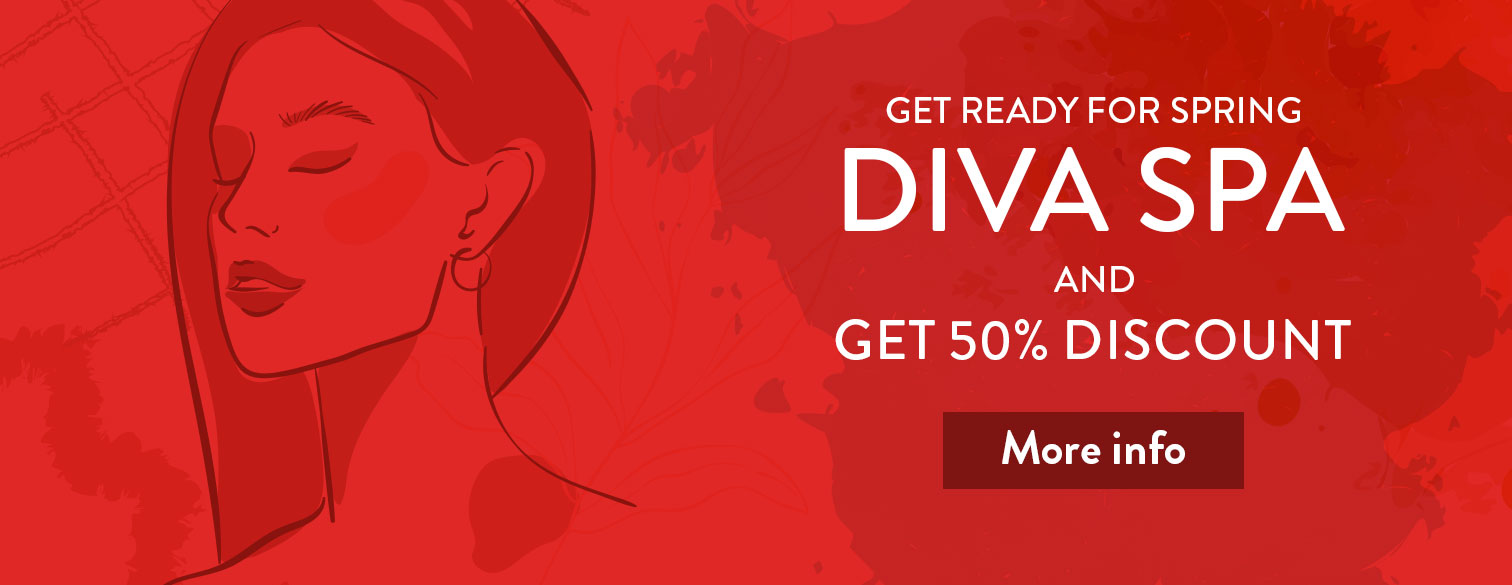 GET READY FOR SPRING
DIVA SPA
AND
GET 50% DISCOUNT
More info